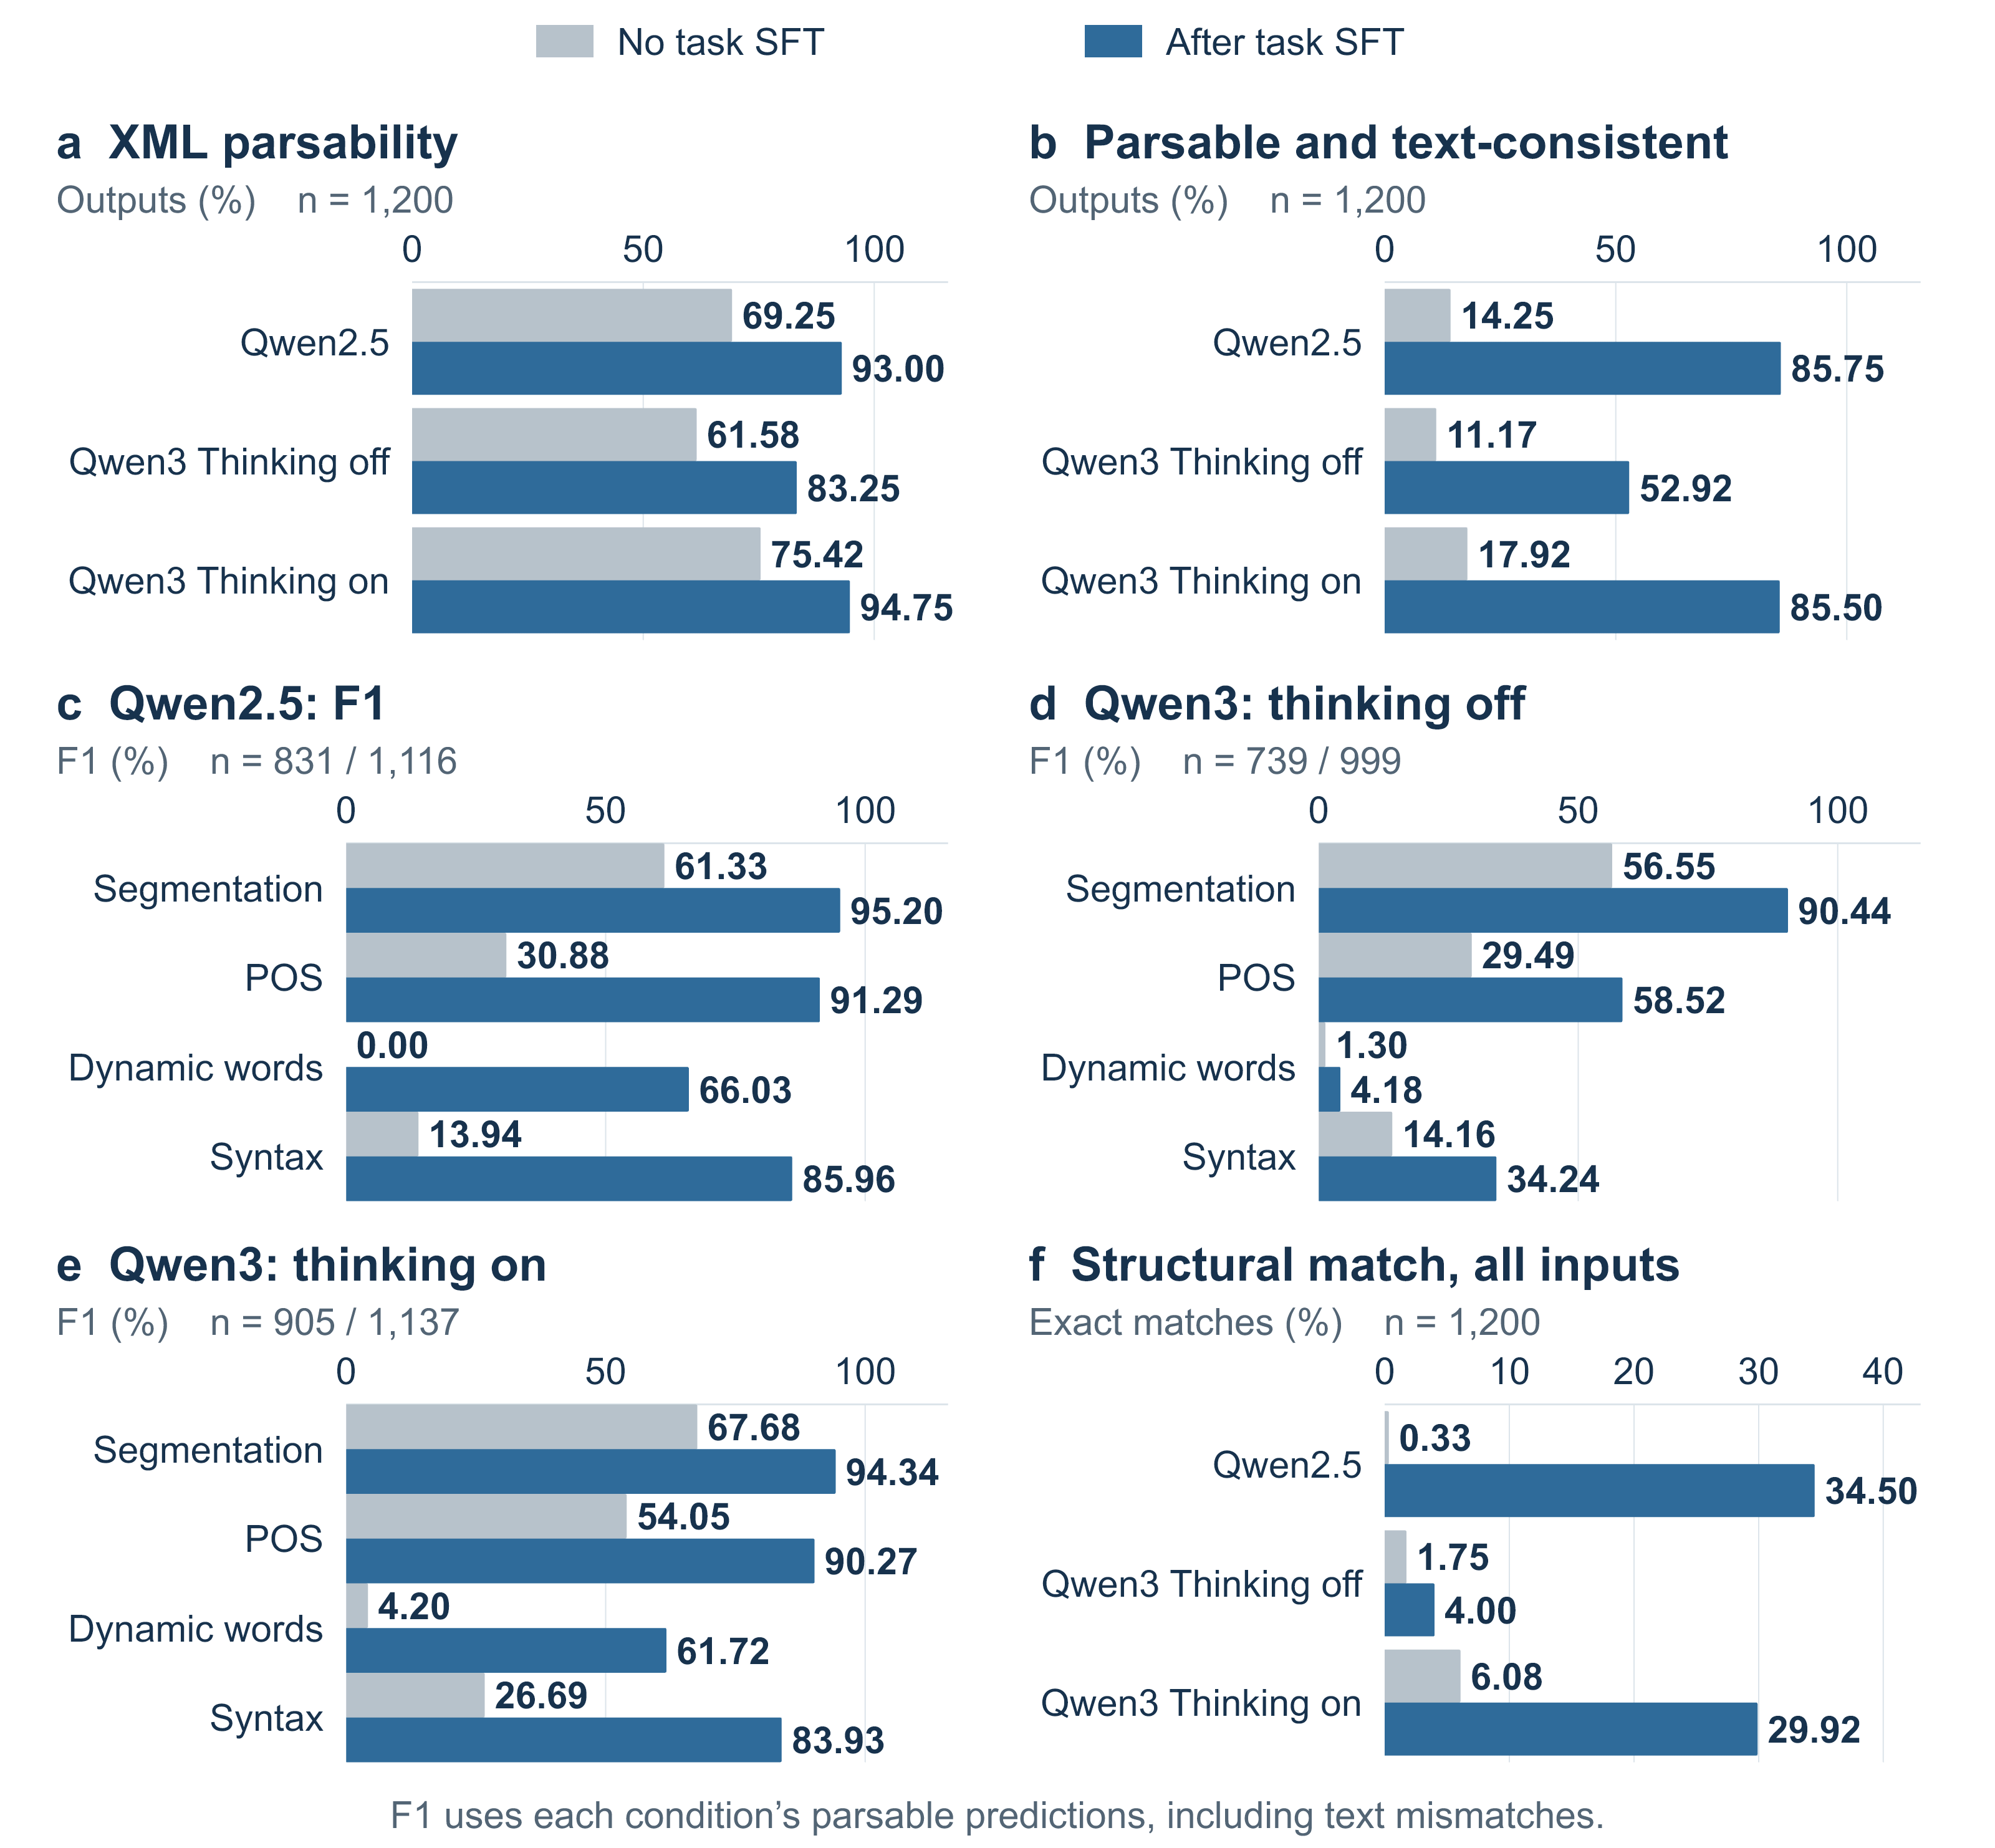 No task SFT
After task SFT
a XML parsability
Outputs (%) n = 1,200
0 50 100
Qwen2.5
69.25
93.00
Qwen3 Thinking off
61.58
83.25
Qwen3 Thinking on
75.42
94.75
b Parsable and text-consistent
Outputs (%) n = 1,200
0 50 100
Qwen2.5
14.25
85.75
Qwen3 Thinking off
11.17
52.92
Qwen3 Thinking on
17.92
85.50
c Qwen2.5: F1
F1 (%) n = 831 / 1,116
0 50 100
Segmentation
61.33
95.20
POS
30.88
91.29
Dynamic words
0.00
66.03
Syntax
13.94
85.96
d Qwen3: thinking off
F1 (%) n = 739 / 999
0 50 100
Segmentation
56.55
90.44
POS
29.49
58.52
Dynamic words
1.30
4.18
Syntax
14.16
34.24
e Qwen3: thinking on
F1 (%) n = 905 / 1,137
0 50 100
Segmentation
67.68
94.34
POS
54.05
90.27
Dynamic words
4.20
61.72
Syntax
26.69
83.93
f Structural match, all inputs
Exact matches (%) n = 1,200
0 10 20 30 40
Qwen2.5
0.33
34.50
Qwen3 Thinking off
1.75
4.00
Qwen3 Thinking on
6.08
29.92
F1 uses each condition’s parsable predictions, including text mismatches.